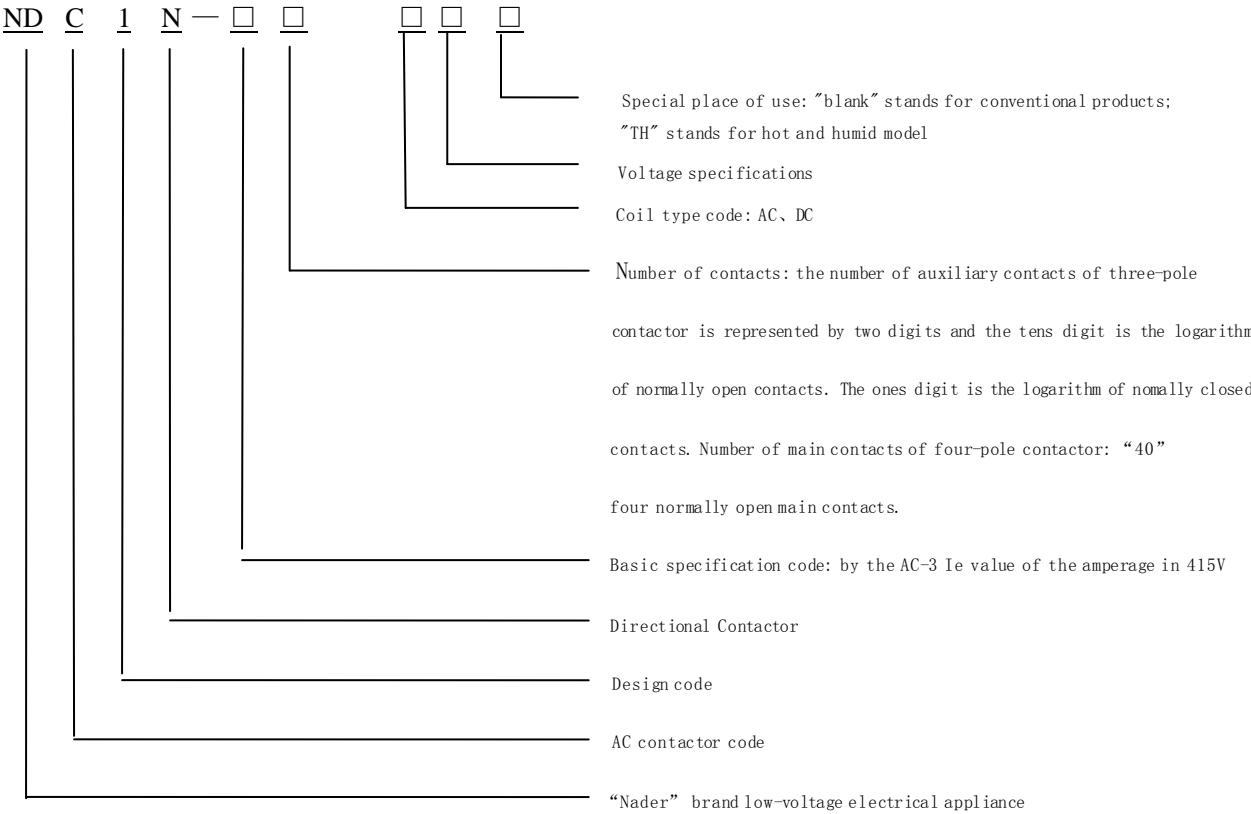 ND C 1 N — □ □ □ □ □
Special place of use: "blank" stands for conventional products;
"TH" stands for hot and humid model
Voltage specifications
Coil type code: AC、DC
Number of contacts: the number of auxiliary contacts of three-pole
contactor is represented by two digits and the tens digit is the logarithm
of normally open contacts. The ones digit is the logarithm of nomally closed
contacts. Number of main contacts of four-pole contactor: “40”
four normally open main contacts.
Basic specification code: by the AC-3 Ie value of the amperage in 415V
Directional Contactor
Design code
AC contactor code
“Nader” brand low-voltage electrical appliance